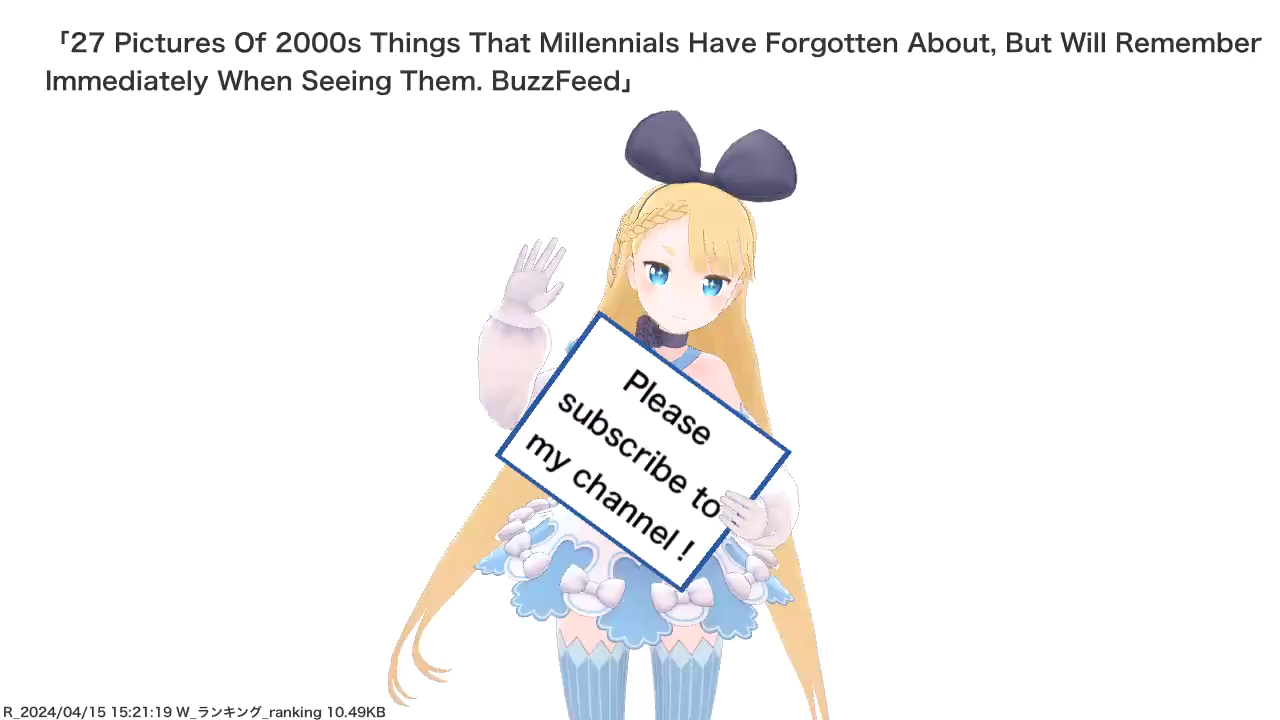 「27 Pictures Of 2000s Things That Millennials Have Forgotten About, But Will Remember
Immediately When Seeing Them. BuzzFeed」
Please
subscribe to
my channel !
R_2024/04/15 15:21:19 W_ランキング_ranking 10.49KB